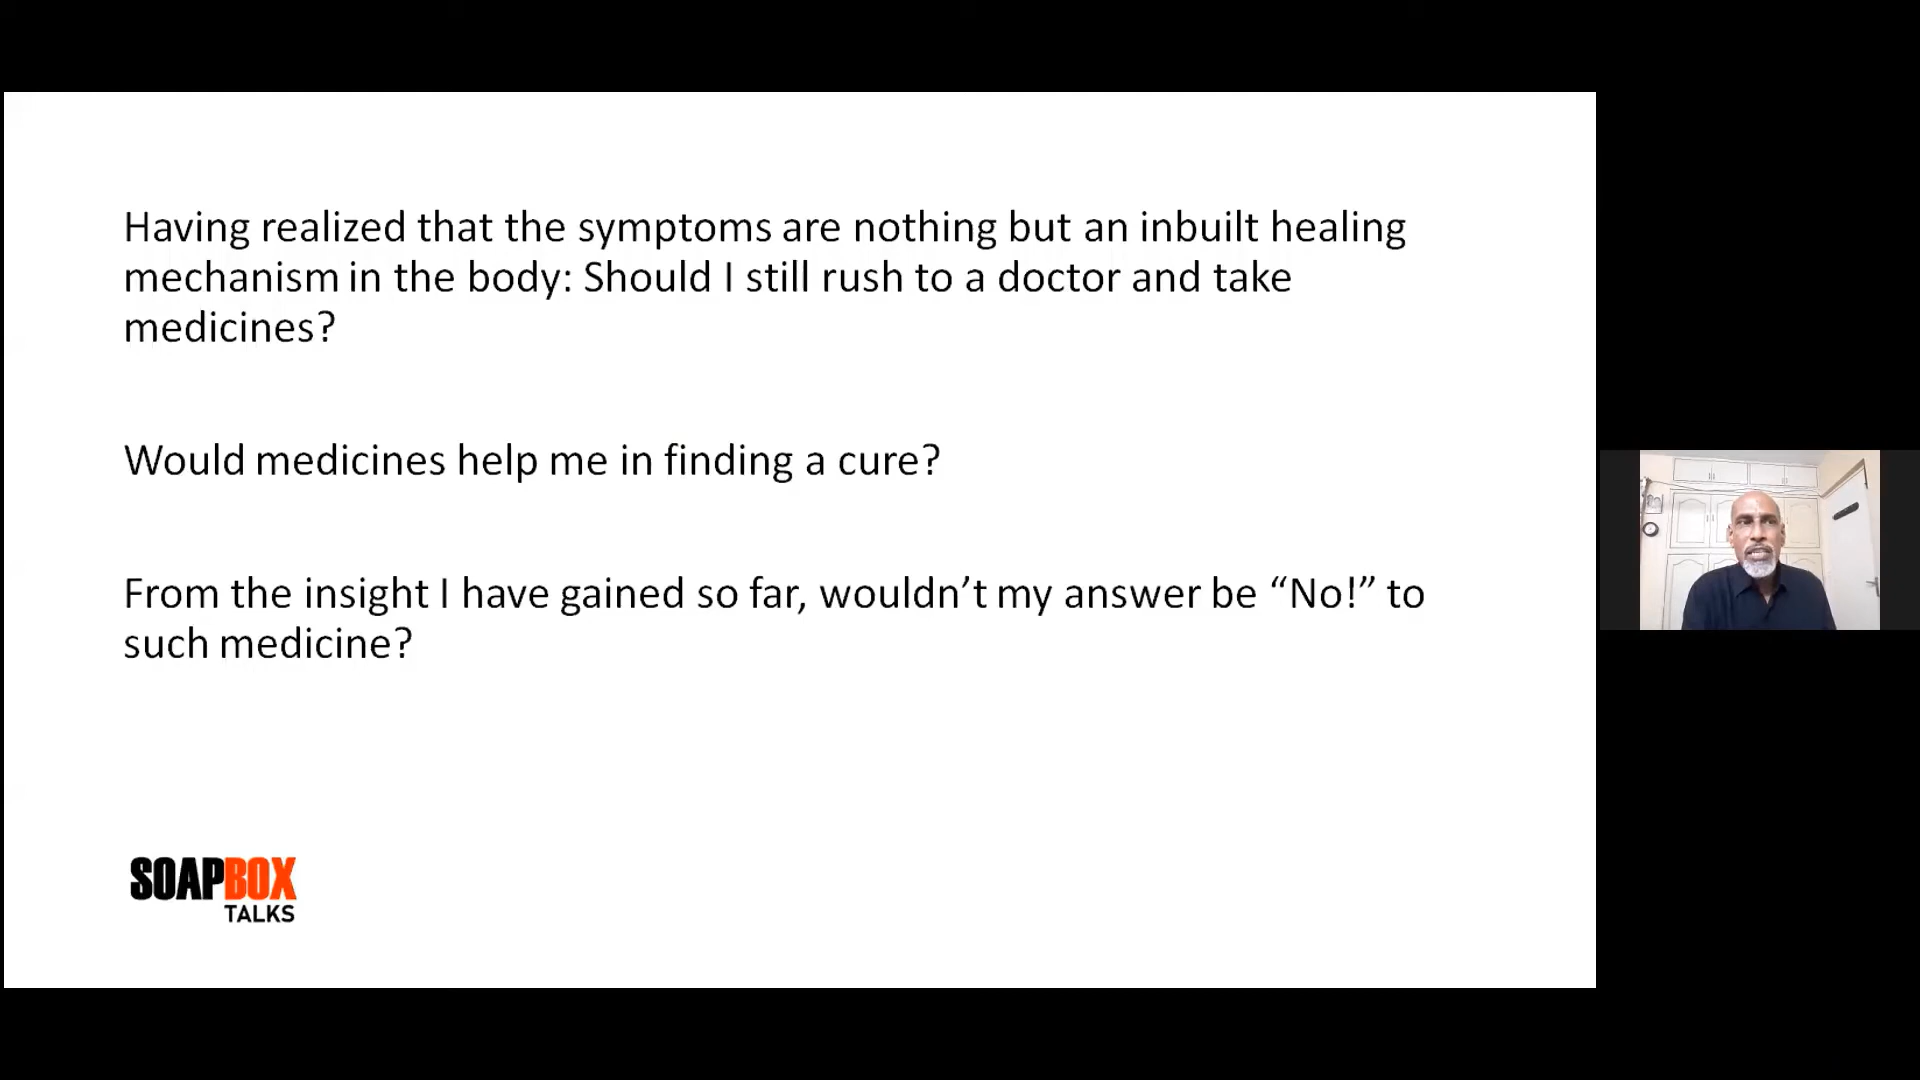 Having realized that the symptoms are nothing but an inbuilt healing
mechanism in the body: Should I still rush to a doctor and take
medicines?
Would medicines help me in finding a cure?
From the insight I have gained so far, wouldn’t my answer be “No!” to
such medicine?
SOAPBOX
TALKS